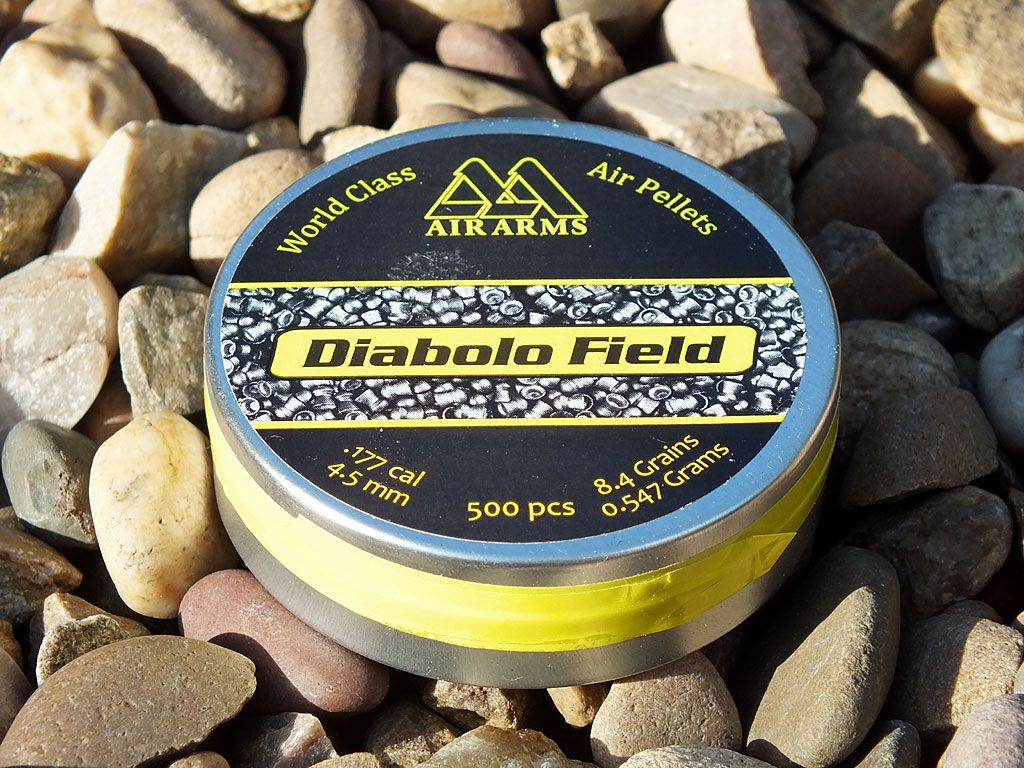 World Class
Air Pellets
AIR ARMS
Diabolo Field
.177 cal
4.5 mm
500 pcs
8.4 Grains
0.547 Grams